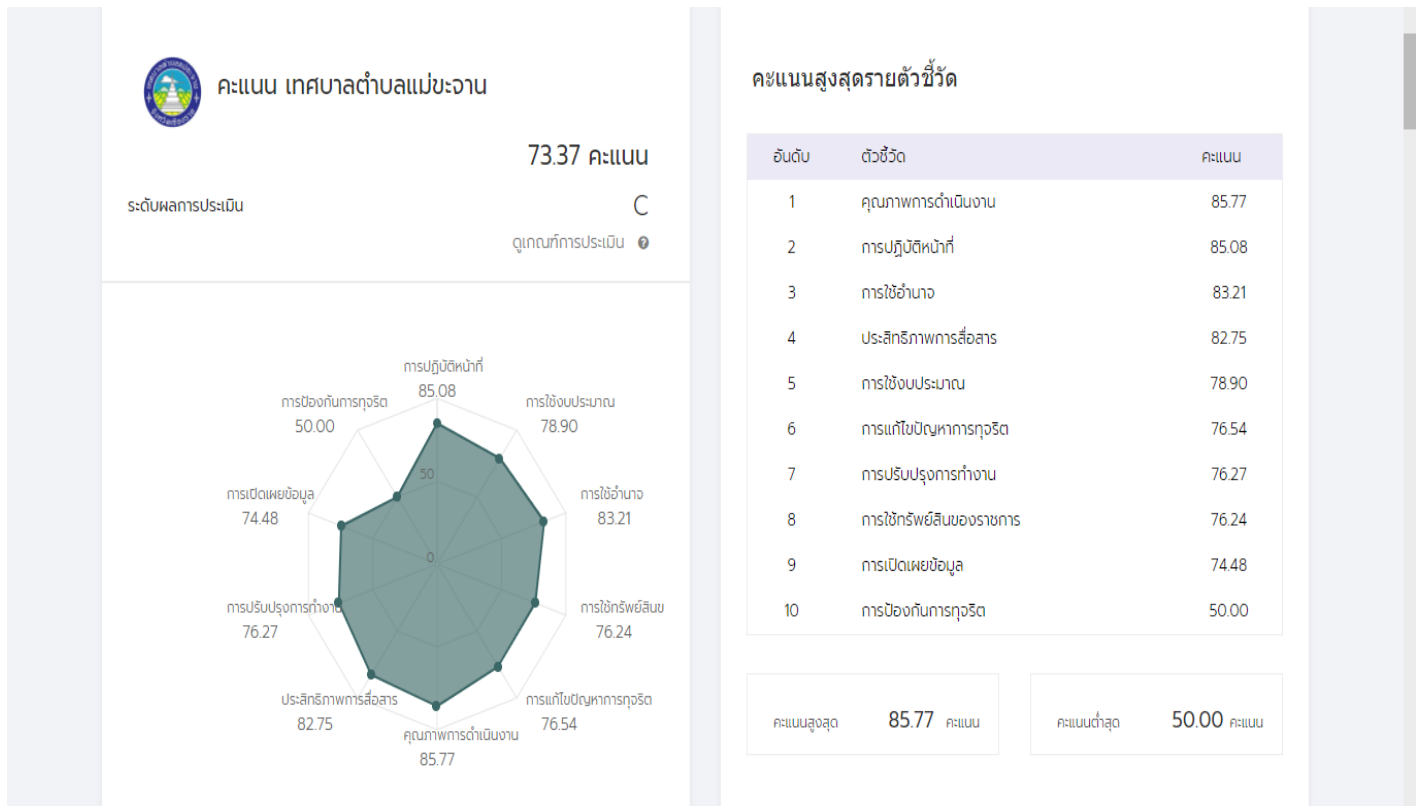 คะแนน เทศบาลตำบลแม่ขะจาน
73.37 คะแนน
ระดับผลการประเมิน C
ดูเกณฑ์การประเมิน
การปฏิบัติหน้าที่
85.08
การป้องกันการทุจริต
50.00
การใช้งบประมาณ
78.90
50
การเปิดเผยข้อมูล
74.48
การใช้อำนาจ
83.21
0
การปรับปรุงการทำงาน
76.27
การใช้ทรัพย์สินข
76.24
ประสิทธิภาพการสื่อสาร
82.75
การแก้ไขปัญหาการทุจริต
76.54
คุณภาพการดำเนินงาน
85.77
คะแนนสูงสุดรายตัวชี้วัด
อันดับ ตัวชี้วัด คะแนน
1 คุณภาพการดำเนินงาน 85.77
2 การปฏิบัติหน้าที่ 85.08
3 การใช้อำนาจ 83.21
4 ประสิทธิภาพการสื่อสาร 82.75
5 การใช้งบประมาณ 78.90
6 การแก้ไขปัญหาการทุจริต 76.54
7 การปรับปรุงการทำงาน 76.27
8 การใช้ทรัพย์สินของราชการ 76.24
9 การเปิดเผยข้อมูล 74.48
10 การป้องกันการทุจริต 50.00
คะแนนสูงสุด 85.77 คะแนน
คะแนนต่ำสุด 50.00 คะแนน